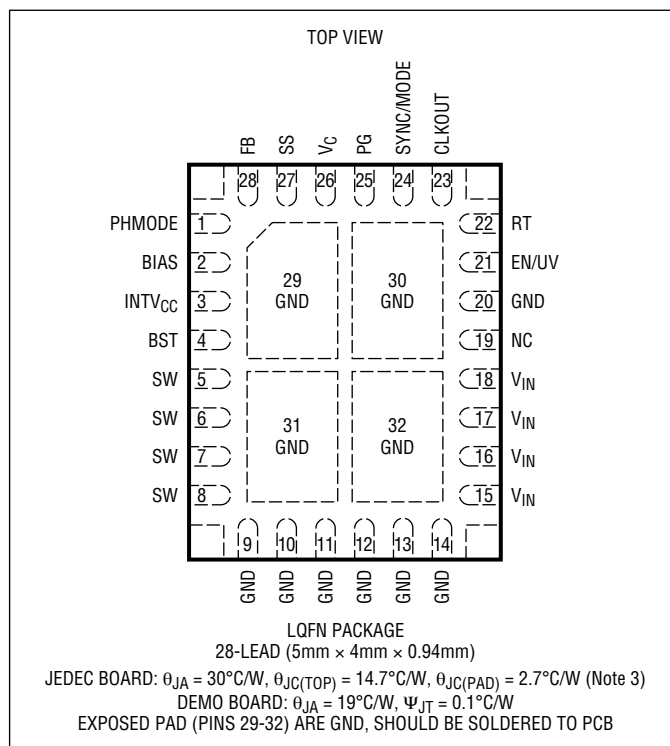 TOP VIEW
FB SS VC PG SYNC/MODE CLKOUT
28 27 26 25 24 23
PHMODE 1 22 RT
BIAS 2 21 EN/UV
INTVCC 3 20 GND
BST 4 19 NC
SW 5 18 VIN
SW 6 17 VIN
SW 7 16 VIN
SW 8 15 VIN
29 GND
30 GND
31 GND
32 GND
9 10 11 12 13 14
GND GND GND GND GND GND
LQFN PACKAGE
28-LEAD (5mm × 4mm × 0.94mm)
JEDEC BOARD: θJA = 30°C/W, θJC(TOP) = 14.7°C/W, θJC(PAD) = 2.7°C/W (Note 3)
DEMO BOARD: θJA = 19°C/W, ΨJT = 0.1°C/W
EXPOSED PAD (PINS 29-32) ARE GND, SHOULD BE SOLDERED TO PCB